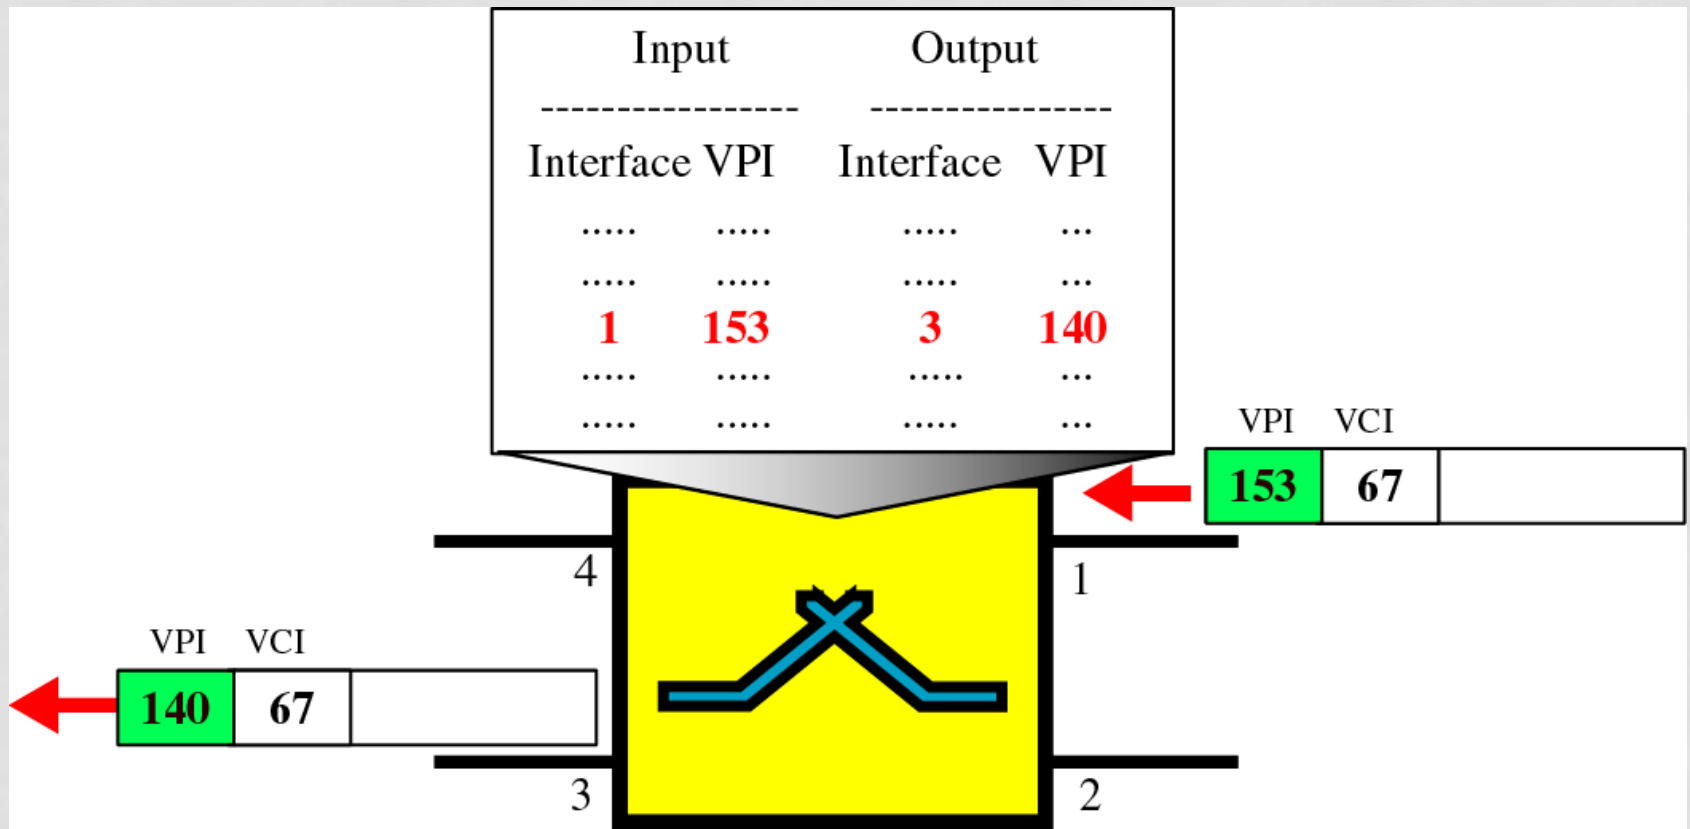 Input Output
----------------- ----------------
Interface VPI Interface VPI
..... ..... ..... ...
..... ..... ..... ...
1 153 3 140
..... ..... ..... ...
..... ..... ..... ...
VPI VCI
153 67
4 1
VPI VCI
140 67
3 2